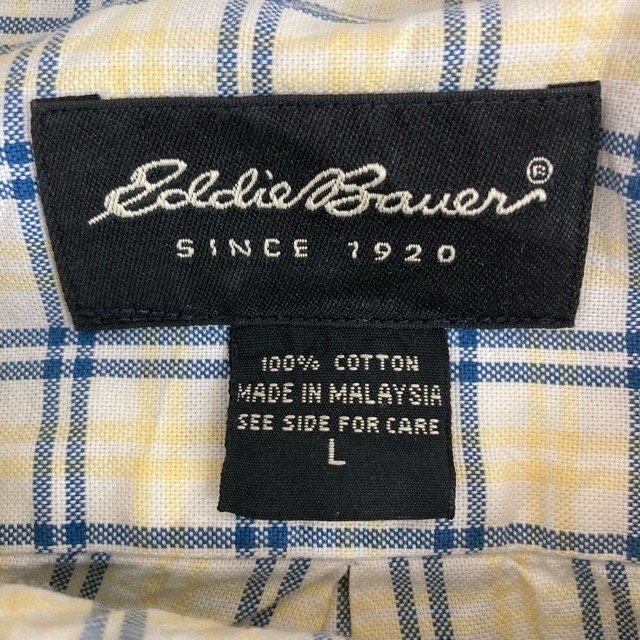 Eddie Bauer®
SINCE 1920
100% COTTON
MADE IN MALAYSIA
SEE SIDE FOR CARE
L